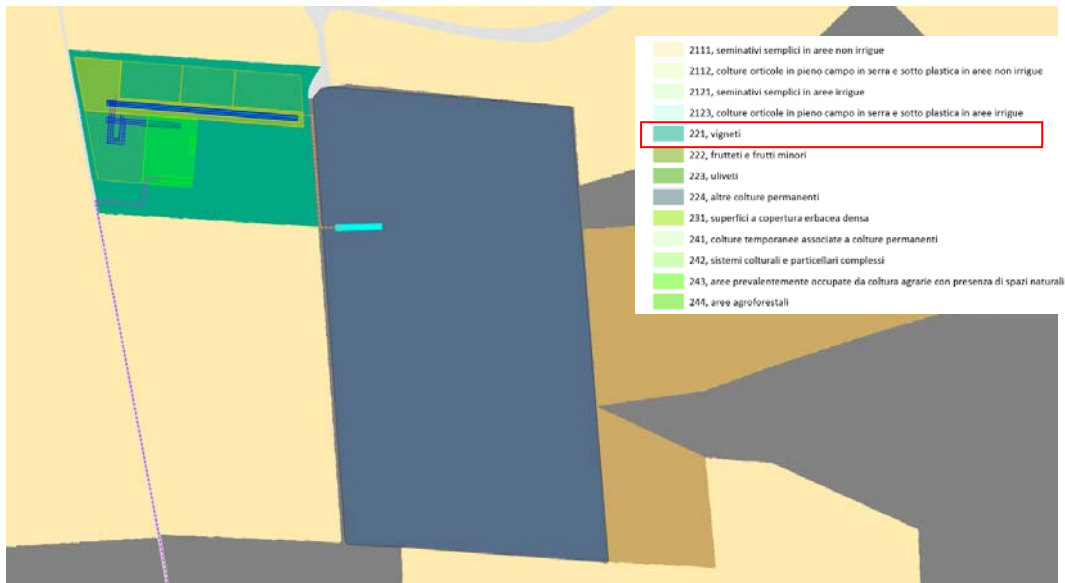 2111, seminativi semplici in aree non irrigue
2112, colture orticole in pieno campo in serra e sotto plastica in aree non irrigue
2121, seminativi semplici in aree irrigue
2123, colture orticole in pieno campo in serra e sotto plastica in aree irrigue
221, vigneti
222, frutteti e frutti minori
223, uliveti
224, altre colture permanenti
231, superfici a copertura erbacea densa
241, colture temporanee associate a colture permanenti
242, sistemi colturali e particellari complessi
243, aree prevalentemente occupate da coltura agrarie con presenza di spazi naturali
244, aree agroforestali